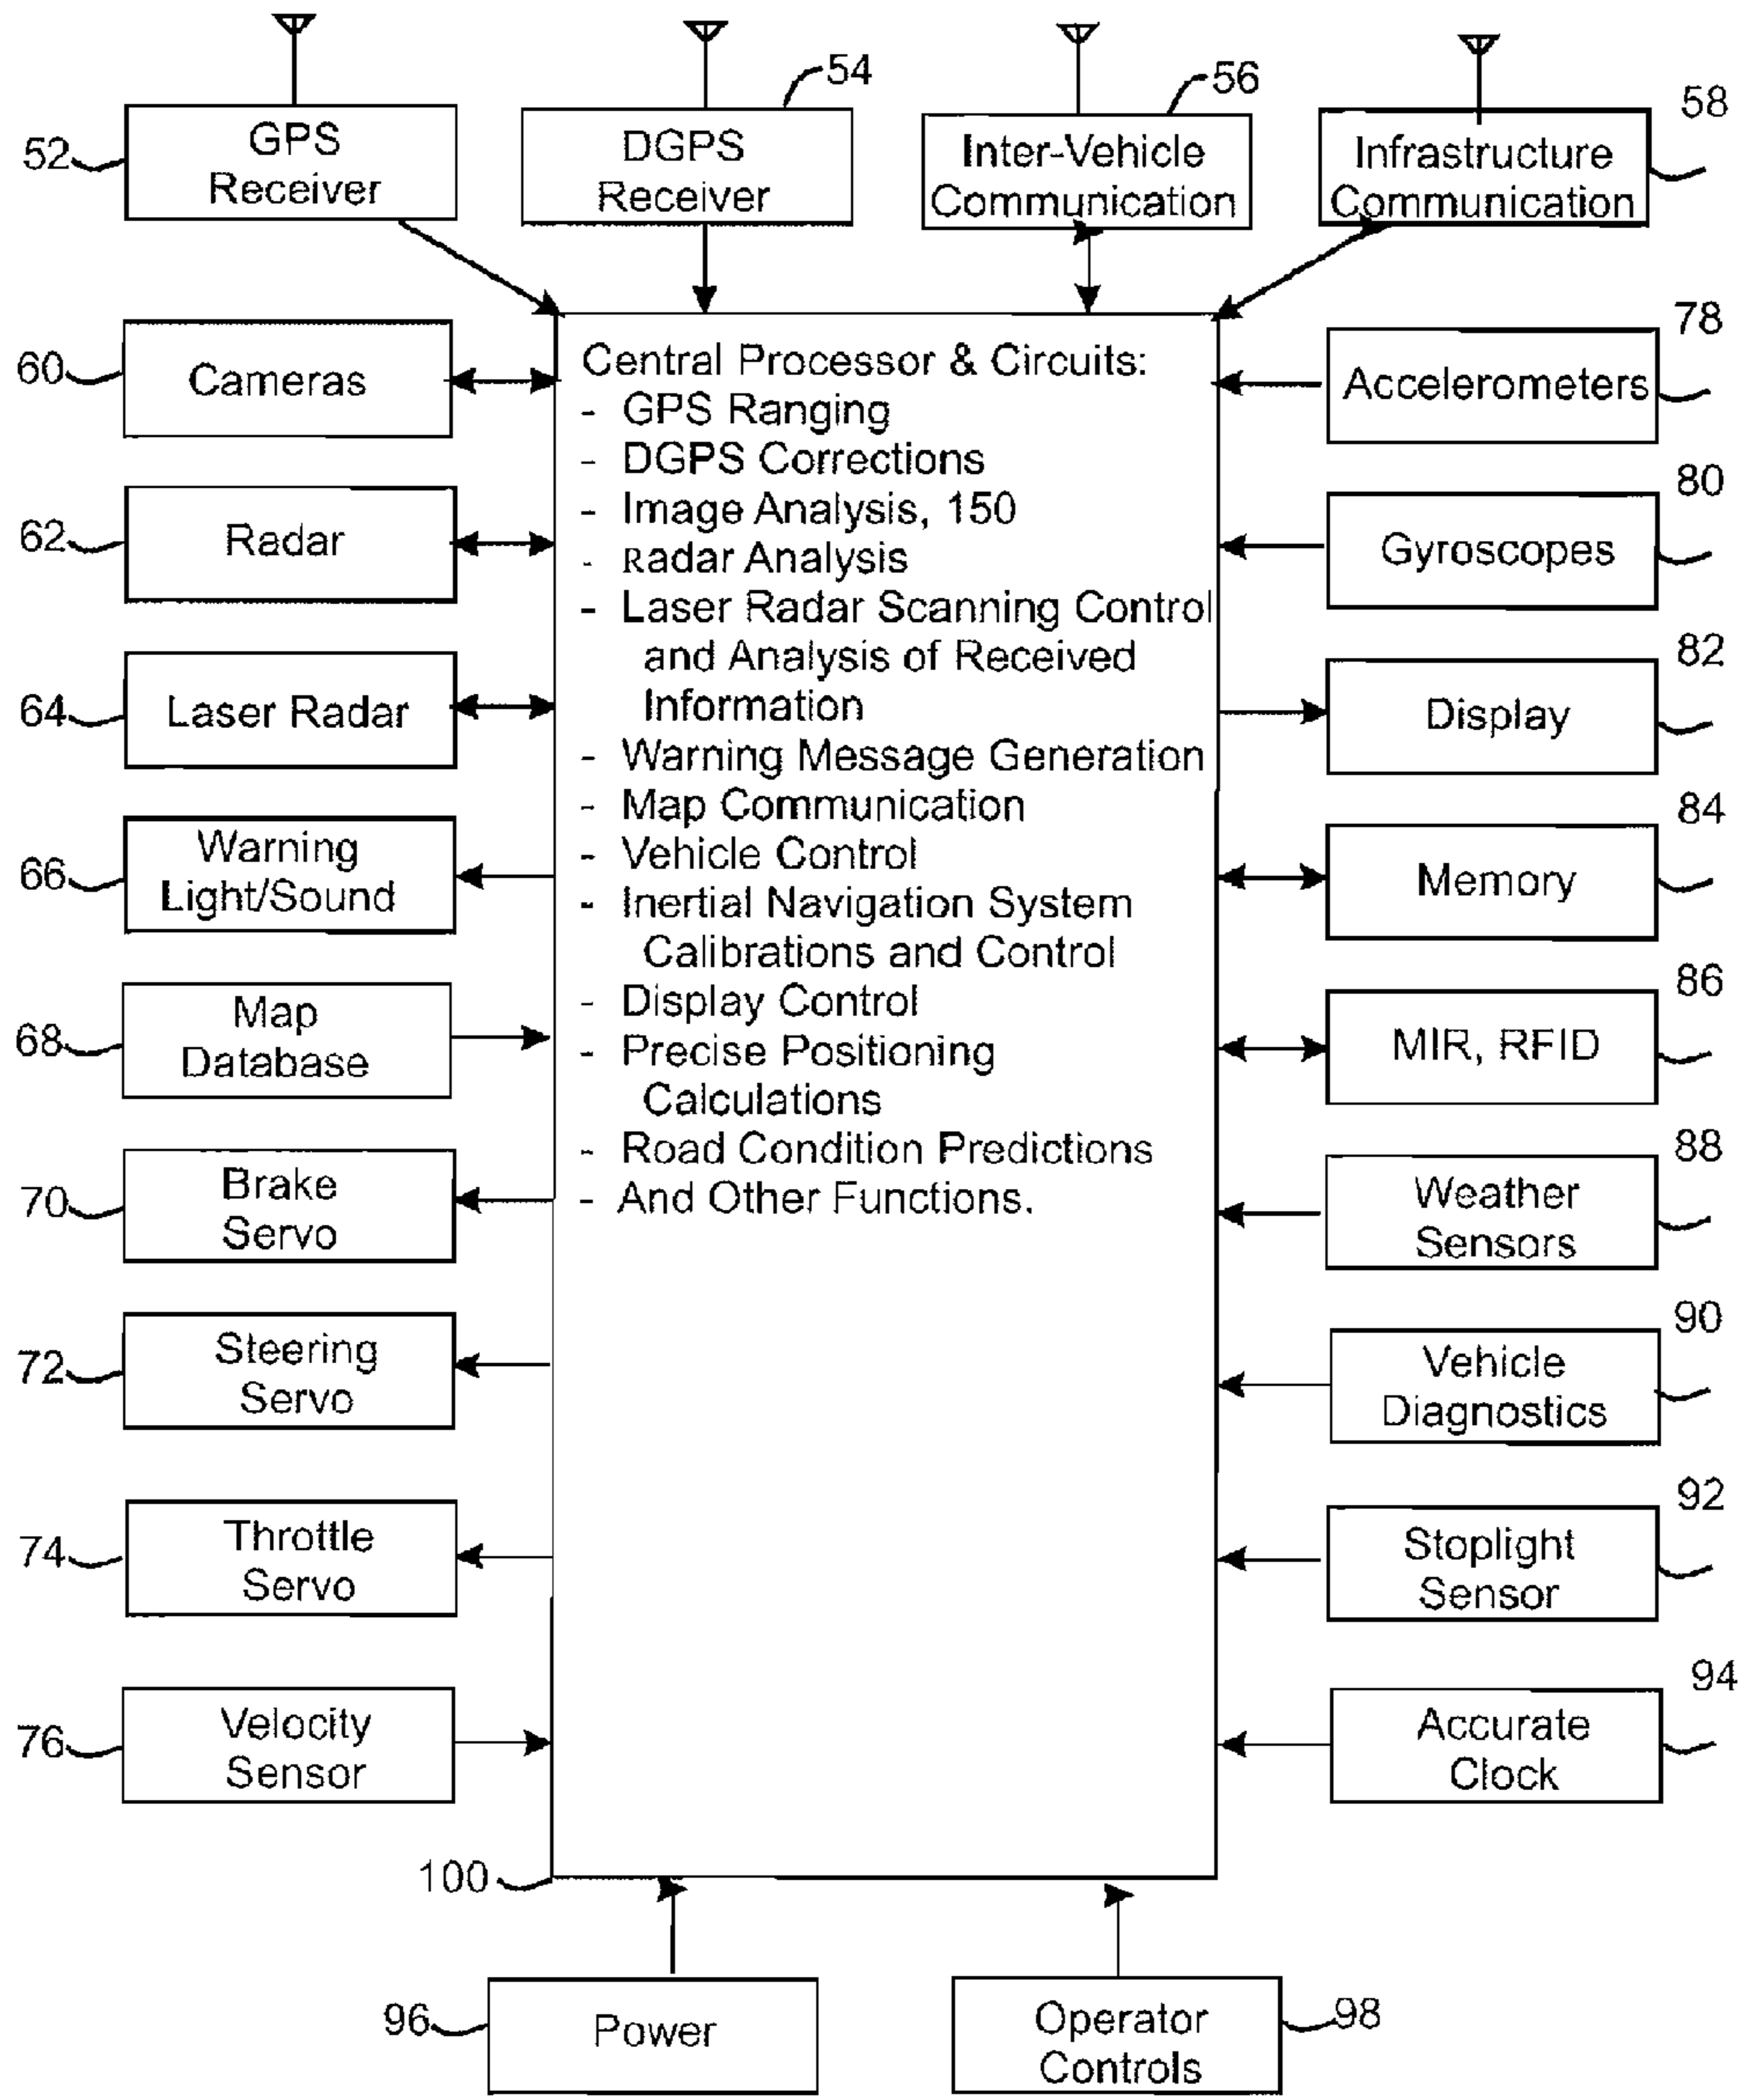 54
56
58
52
GPS
Receiver
DGPS
Receiver
Inter-Vehicle
Communication
Infrastructure
Communication
60
Cameras
62
Radar
64
Laser Radar
66
Warning
Light/Sound
68
Map
Database
70
Brake
Servo
72
Steering
Servo
74
Throttle
Servo
76
Velocity
Sensor
Central Processor & Circuits:
- GPS Ranging
- DGPS Corrections
- Image Analysis, 150
- Radar Analysis
- Laser Radar Scanning Control
and Analysis of Received
Information
- Warning Message Generation
- Map Communication
- Vehicle Control
- Inertial Navigation System
Calibrations and Control
- Display Control
- Precise Positioning
Calculations
- Road Condition Predictions
- And Other Functions.
100
78
Accelerometers
80
Gyroscopes
82
Display
84
Memory
86
MIR, RFID
88
Weather
Sensors
90
Vehicle
Diagnostics
92
Stoplight
Sensor
94
Accurate
Clock
96
Power
Operator
Controls
98